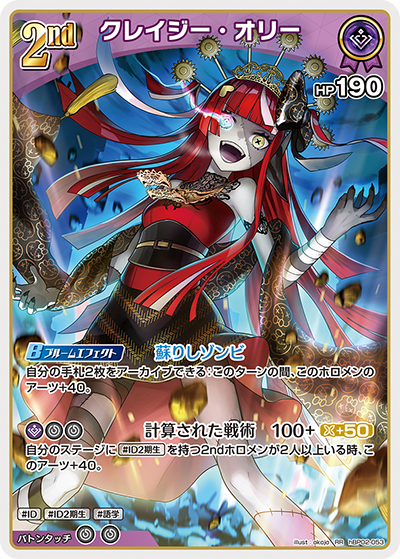 2nd
クレイジー・オリー
HP190
Bブルームエフェクト 蘇りしゾンビ
自分の手札2枚をアーカイブできる：このターンの間、このホロメンの
アーツ+40。
計算された戦術 100+ +50
自分のステージに#ID2期生を持つ2ndホロメンが2人以上いる時、こ
のアーツ+40。
#ID #ID2期生 #語学
バトンタッチ
illust：akojo RR hBP02-053